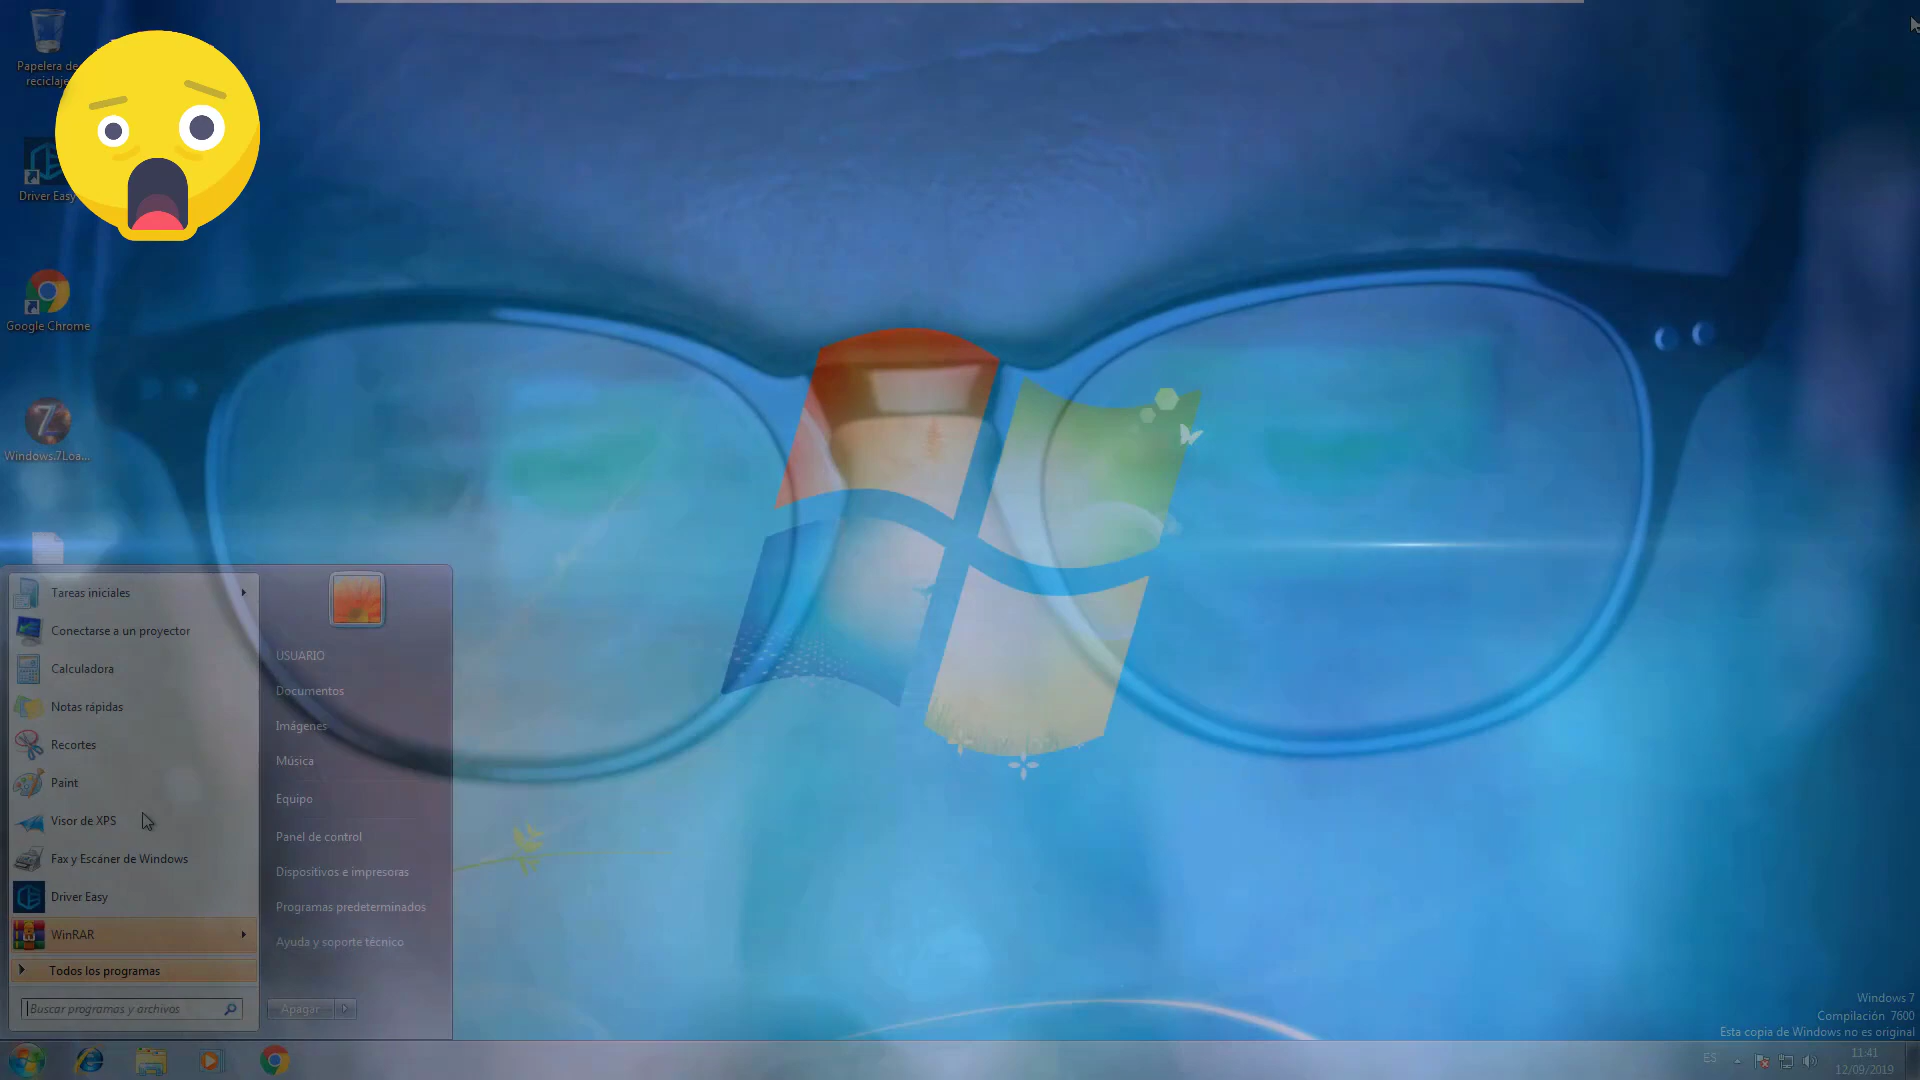 Papelera de
reciclaje
Driver Easy
Google Chrome
Windows.7Loa...
Tareas iniciales
Conectarse a un proyector
Calculadora
Notas rápidas
Recortes
Paint
Visor de XPS
Fax y Escáner de Windows
Driver Easy
WinRAR
Todos los programas
Buscar programas y archivos
USUARIO
Documentos
Imágenes
Música
Equipo
Panel de control
Dispositivos e impresoras
Programas predeterminados
Ayuda y soporte técnico
Apagar
Windows 7
Compilación 7600
Esta copia de Windows no es original
ES
11:41
12/09/2019